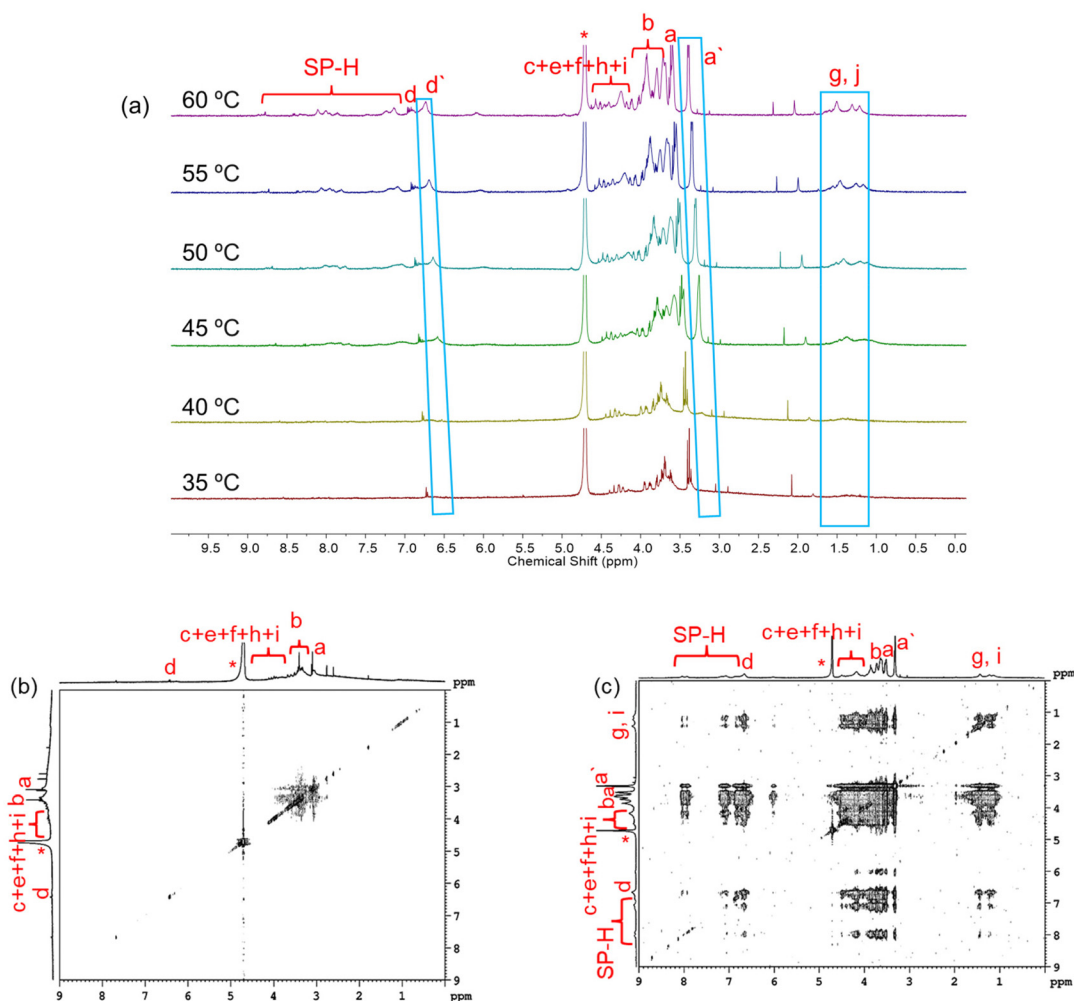 (a)
SP-H
d
d`
*
c+e+f+h+i
b
a
a`
g, j
60 ºC
55 ºC
50 ºC
45 ºC
40 ºC
35 ºC
9.5 9.0 8.5 8.0 7.5 7.0 6.5 6.0 5.5 5.0 4.5 4.0 3.5 3.0 2.5 2.0 1.5 1.0 0.5 0.0
Chemical Shift (ppm)
(b)
d
*
c+e+f+h+i
b
a
ppm
c+e+f+h+i b a
*
d
1
2
3
4
5
6
7
8
9
9 8 7 6 5 4 3 2 1 ppm
(c)
SP-H
d
*
c+e+f+h+i
b
a
a`
g, i
ppm
g, i
a`
c+e+f+h+i ba
*
d
SP-H
1
2
3
4
5
6
7
8
9
8 7 6 5 4 3 2 1 0 ppm